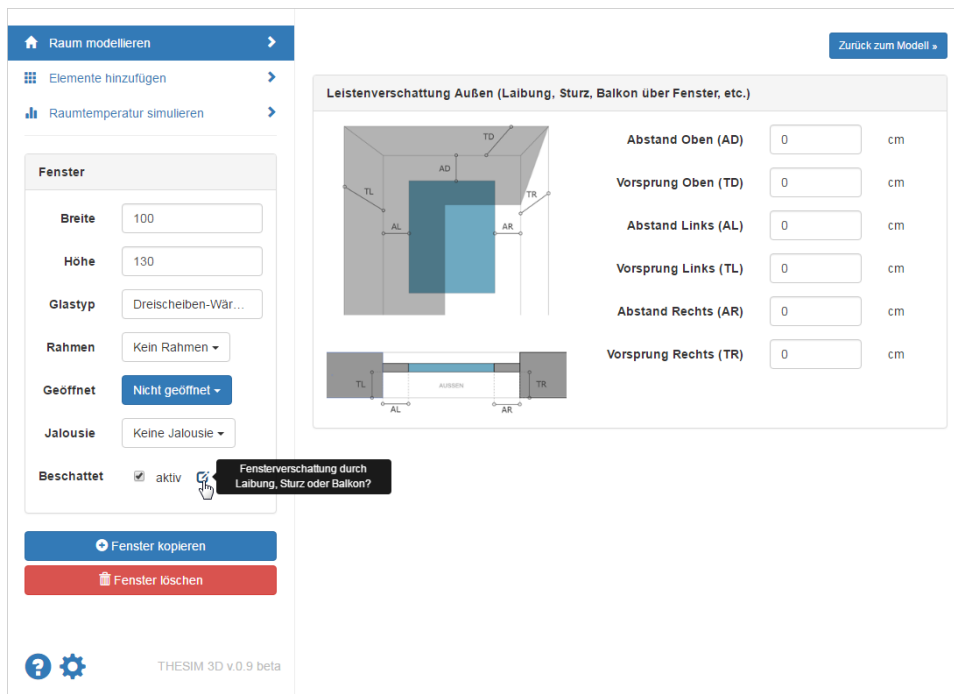 Raum modellieren
Elemente hinzufügen
Raumtemperatur simulieren
Fenster
Breite 100
Höhe 130
Glastyp Dreischeiben-Wär...
Rahmen Kein Rahmen
Geöffnet Nicht geöffnet
Jalousie Keine Jalousie
Beschattet aktiv
Fensterverschattung durch
Laibung, Sturz oder Balkon?
Fenster kopieren
Fenster löschen
? THESIM 3D v.0.9 beta
Zurück zum Modell »
Leistenverschattung Außen (Laibung, Sturz, Balkon über Fenster, etc.)
TD
AD
TL
TR
AL
AR
TL
AUSSEN
TR
AL
AR
Abstand Oben (AD) 0 cm
Vorsprung Oben (TD) 0 cm
Abstand Links (AL) 0 cm
Vorsprung Links (TL) 0 cm
Abstand Rechts (AR) 0 cm
Vorsprung Rechts (TR) 0 cm